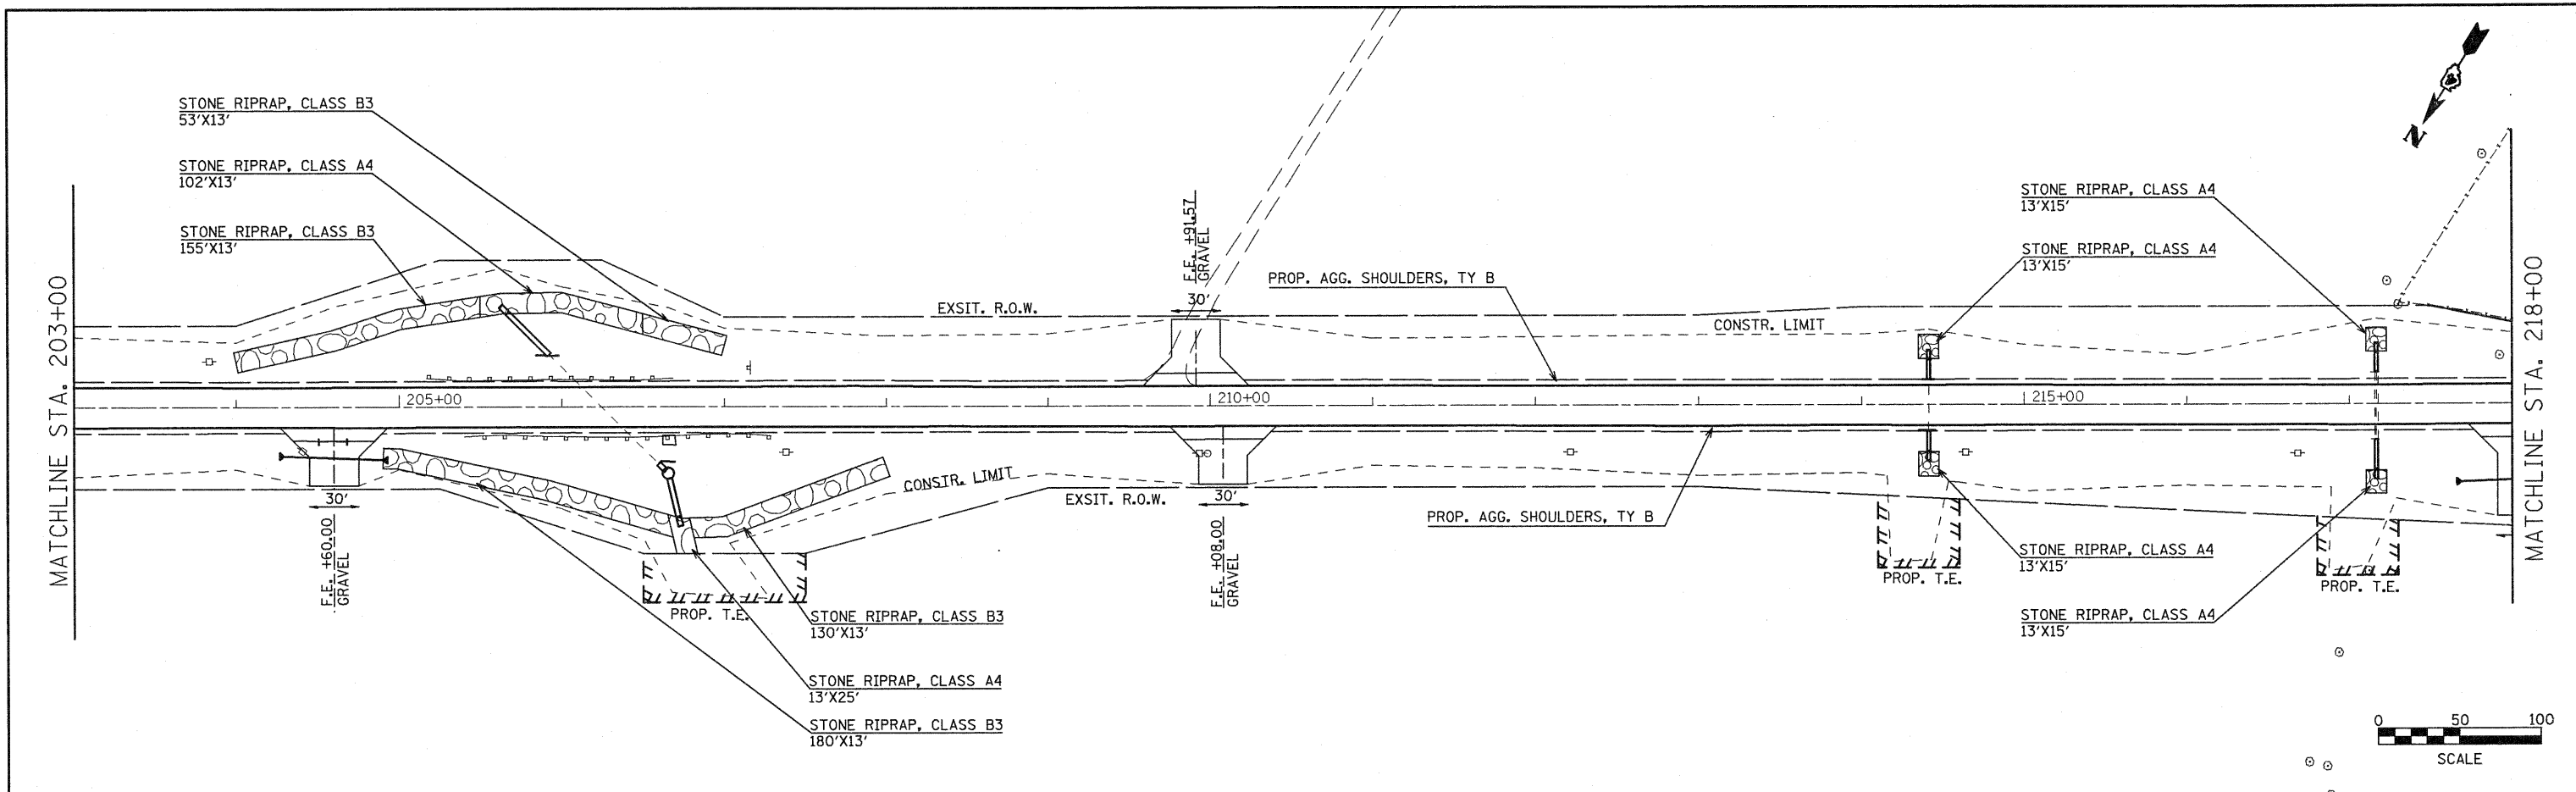 STONE RIPRAP, CLASS B3
53'X13'
STONE RIPRAP, CLASS A4
102'X13'
STONE RIPRAP, CLASS B3
155'X13'
MATCHLINE STA. 203+00
F.E. +91.57
GRAVEL
30'
EXSIT. R.O.W.
PROP. AGG. SHOULDERS, TY B
CONSTR. LIMIT
STONE RIPRAP, CLASS A4
13'X15'
STONE RIPRAP, CLASS A4
13'X15'
N
MATCHLINE STA. 218+00
205+00
210+00
215+00
30'
F.E. +60.00
GRAVEL
CONSTR. LIMIT
EXSIT. R.O.W.
30'
F.E. +08.00
GRAVEL
PROP. AGG. SHOULDERS, TY B
PROP. T.E.
STONE RIPRAP, CLASS B3
130'X13'
STONE RIPRAP, CLASS A4
13'X25'
STONE RIPRAP, CLASS B3
180'X13'
STONE RIPRAP, CLASS A4
13'X15'
PROP. T.E.
PROP. T.E.
STONE RIPRAP, CLASS A4
13'X15'
0 50 100
SCALE